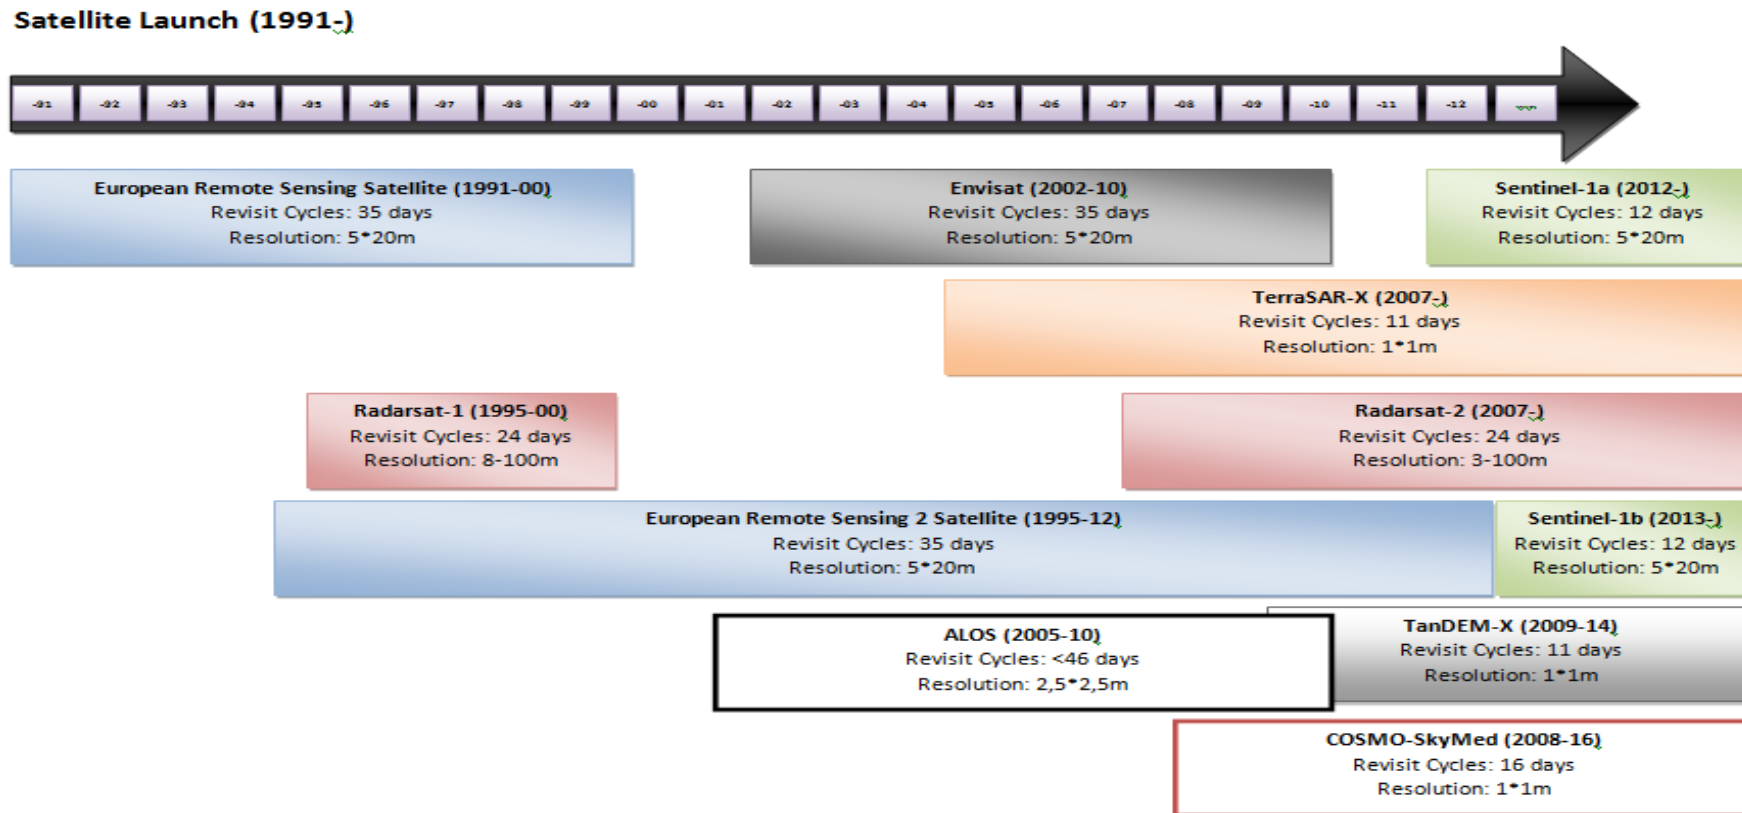 Satellite Launch (1991-)
-91 -92 -93 -94 -95 -96 -97 -98 -99 -00 -01 -02 -03 -04 -05 -06 -07 -08 -09 -10 -11 -12
European Remote Sensing Satellite (1991-00)
Revisit Cycles: 35 days
Resolution: 5*20m
Envisat (2002-10)
Revisit Cycles: 35 days
Resolution: 5*20m
Sentinel-1a (2012-)
Revisit Cycles: 12 days
Resolution: 5*20m
TerraSAR-X (2007-)
Revisit Cycles: 11 days
Resolution: 1*1m
Radarsat-1 (1995-00)
Revisit Cycles: 24 days
Resolution: 8-100m
Radarsat-2 (2007-)
Revisit Cycles: 24 days
Resolution: 3-100m
European Remote Sensing 2 Satellite (1995-12)
Revisit Cycles: 35 days
Resolution: 5*20m
Sentinel-1b (2013-)
Revisit Cycles: 12 days
Resolution: 5*20m
ALOS (2005-10)
Revisit Cycles: <46 days
Resolution: 2,5*2,5m
TanDEM-X (2009-14)
Revisit Cycles: 11 days
Resolution: 1*1m
COSMO-SkyMed (2008-16)
Revisit Cycles: 16 days
Resolution: 1*1m